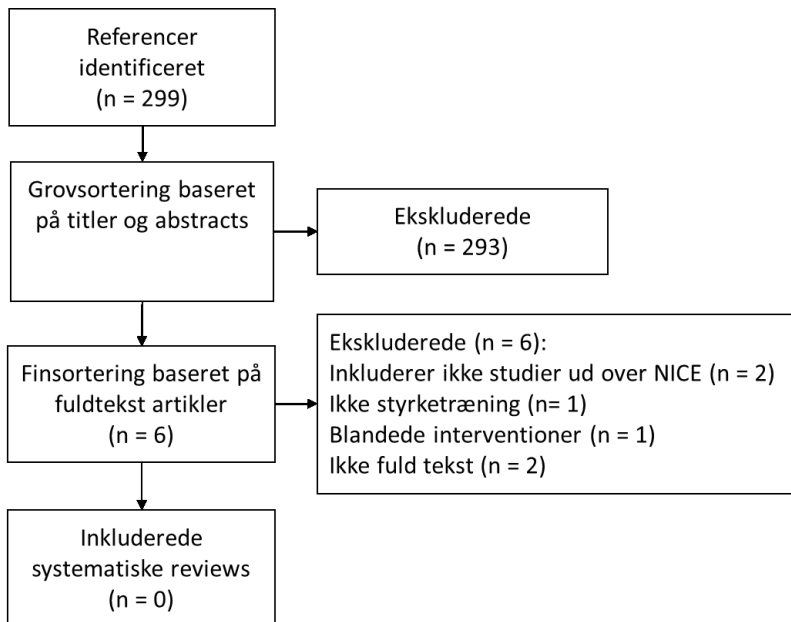 Referencer
identificeret
(n = 299)
Grovsortering baseret
på titler og abstracts
Ekskluderede
(n = 293)
Finsortering baseret på
fuldtekst artikler
(n = 6)
Ekskluderede (n = 6):
Inkluderer ikke studier ud over NICE (n = 2)
Ikke styrketræning (n= 1)
Blandede interventioner (n = 1)
Ikke fuld tekst (n = 2)
Inkluderede
systematiske reviews
(n = 0)